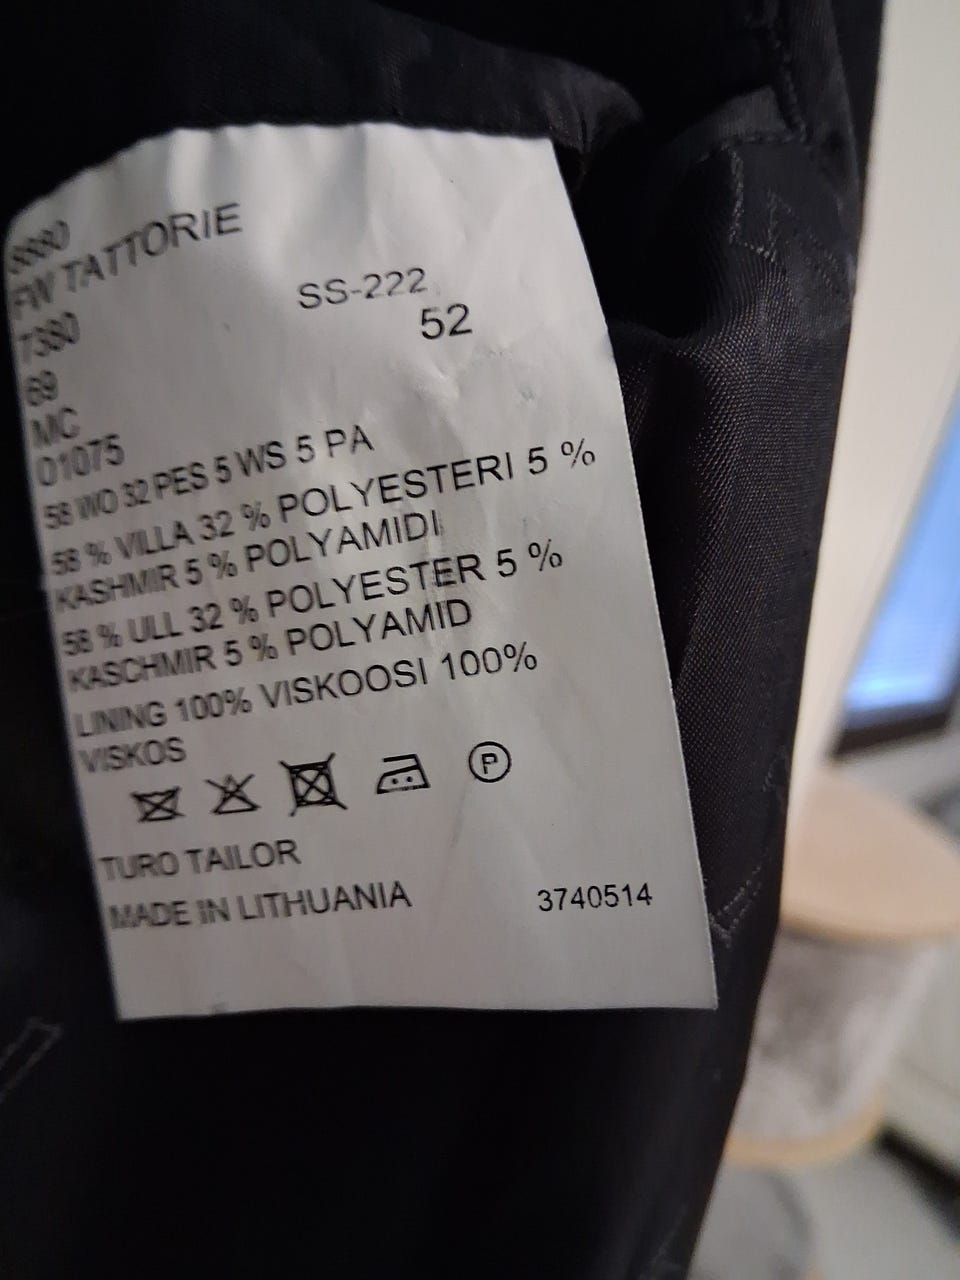 8880
FW TATTORIE
SS-222
7380
52
69
MC
01075
58 WO 32 PES 5 WS 5 PA
58 % VILLA 32 % POLYESTERI 5 %
KASHMIR 5 % POLYAMIDI
58 % ULL 32 % POLYESTER 5 %
KASCHMIR 5 % POLYAMID
LINING 100% VISKOOSI 100%
VISKOS
P
TURO TAILOR
MADE IN LITHUANIA
3740514